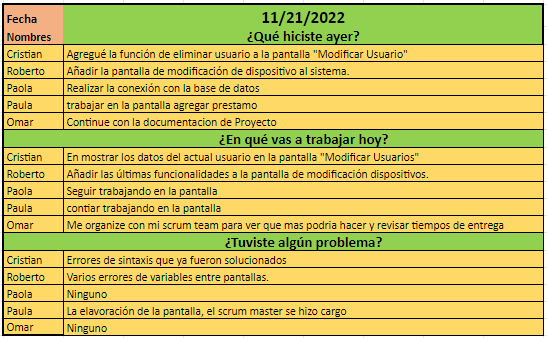 Fecha 11/21/2022
Nombres ¿Qué hiciste ayer?
Cristian Agregué la función de eliminar usuario a la pantalla "Modificar Usuario"
Roberto Añadir la pantalla de modificación de dispositivo al sistema.
Paola Realizar la conexión con la base de datos
Paula trabajar en la pantalla agregar prestamo
Omar Continue con la documentacion de Proyecto
¿En qué vas a trabajar hoy?
Cristian En mostrar los datos del actual usuario en la pantalla "Modificar Usuarios"
Roberto Añadir las últimas funcionalidades a la pantalla de modificación dispositivos.
Paola Seguir trabajando en la pantalla
Paula contiar trabajando en la pantalla
Omar Me organize con mi scrum team para ver que mas podria hacer y revisar tiempos de entrega
¿Tuviste algún problema?
Cristian Errores de sintaxis que ya fueron solucionados
Roberto Varios errores de variables entre pantallas.
Paola Ninguno
Paula La elavoración de la pantalla, el scrum master se hizo cargo
Omar Ninguno